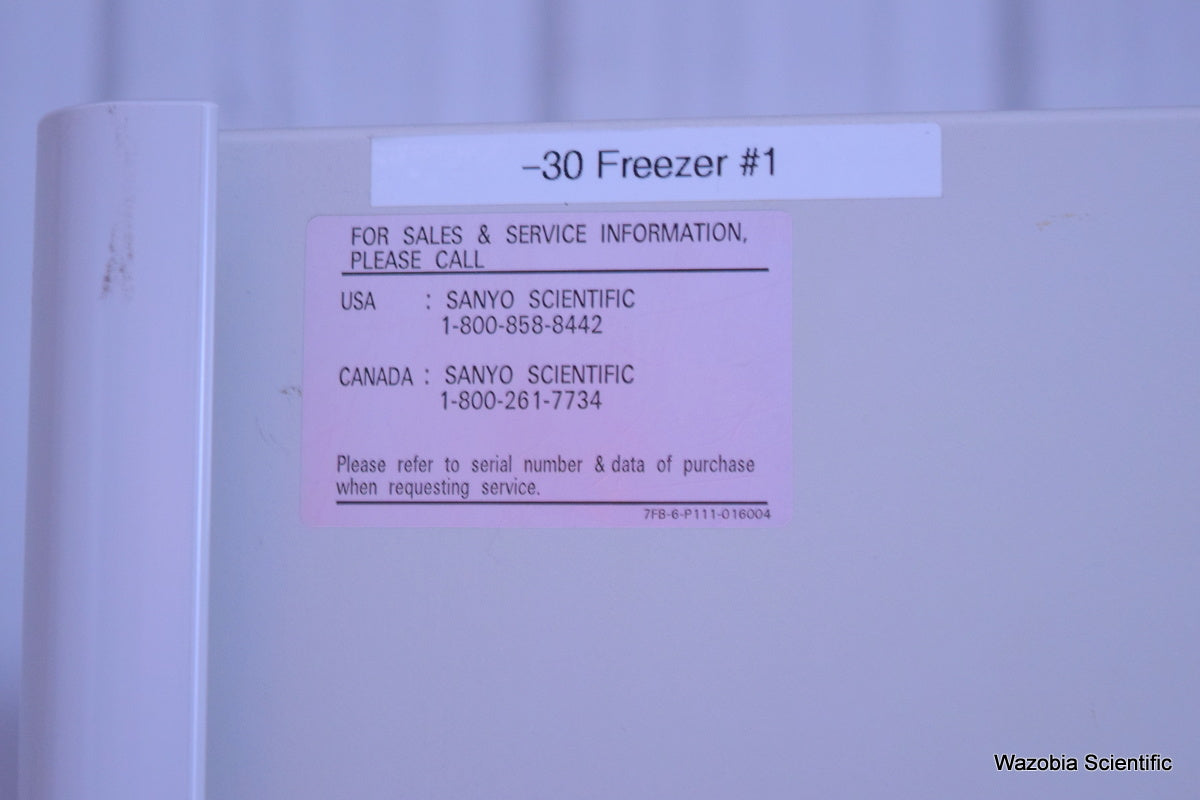 –30 Freezer #1
FOR SALES & SERVICE INFORMATION,
PLEASE CALL
USA : SANYO SCIENTIFIC
1-800-858-8442
CANADA : SANYO SCIENTIFIC
1-800-261-7734
Please refer to serial number & data of purchase
when requesting service.
7FB-6-P111-016004
Wazobia Scientific